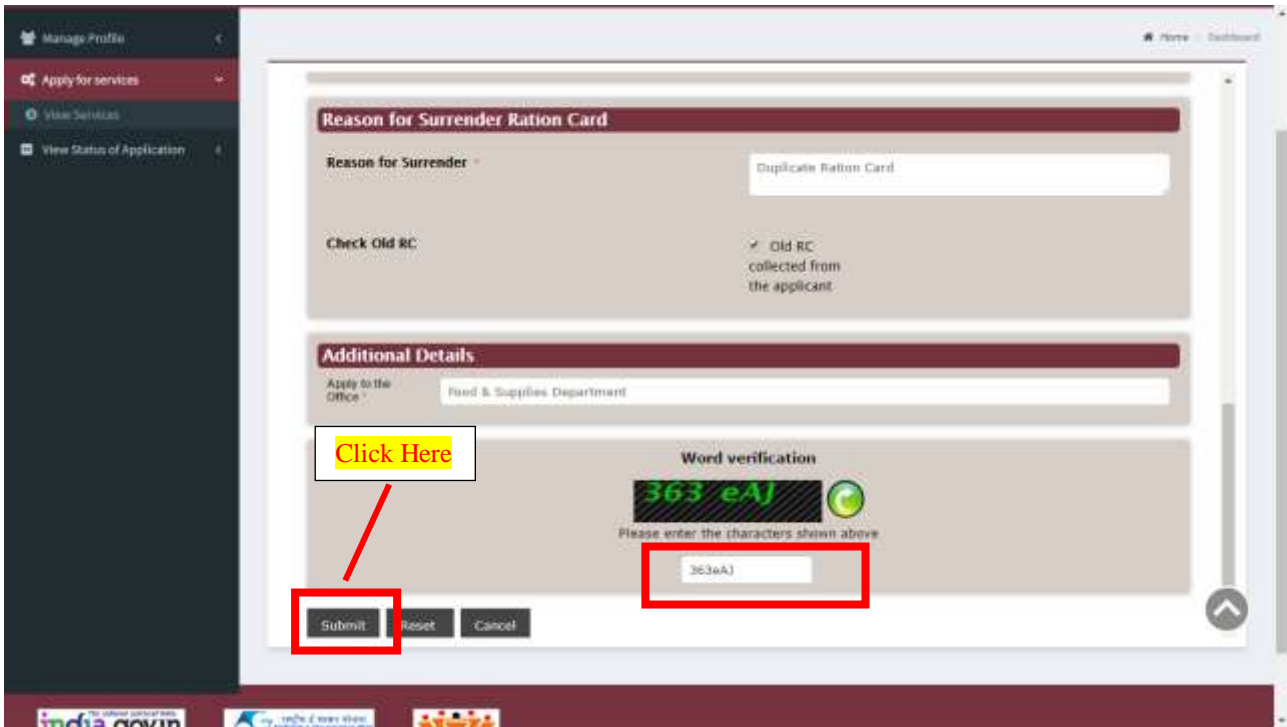 Manage Profile
Home Dashboard
Apply for services
View Services
View Status of Application
Reason for Surrender Ration Card
Reason for Surrender *
Duplicate Ration Card
Check Old RC
✔ Old RC
collected from
the applicant
Additional Details
Apply to the
Office *
Food & Supplies Department
Click Here
Word verification
363 eAJ
Please enter the characters shown above
363eAJ
Submit Reset Cancel
india.gov.in